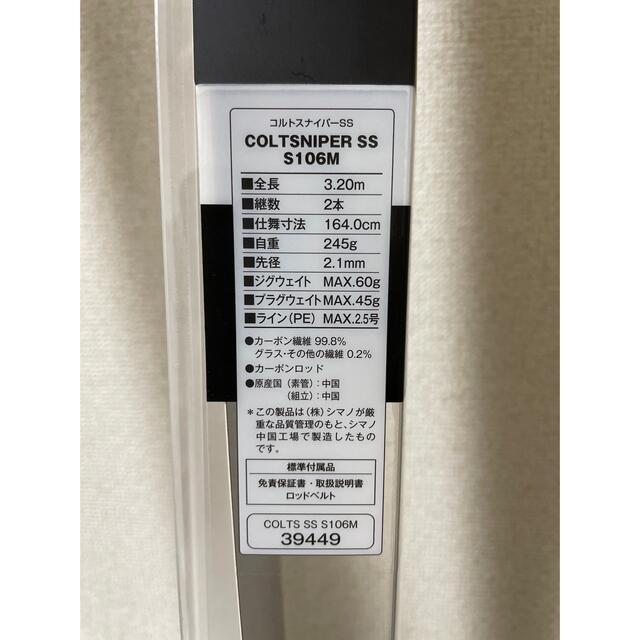 コルトスナイパーSS
COLTSNIPER SS
S106M
■全長 3.20m
■継数 2本
■仕舞寸法 164.0cm
■自重 245g
■先径 2.1mm
■ジグウェイト MAX.60g
■プラグウェイト MAX.45g
■ライン(PE) MAX.2.5号
●カーボン繊維 99.8%
グラス・その他の繊維 0.2%
●カーボンロッド
●原産国(素管):中国
(組立):中国
＊この製品は(株)シマノが厳
重な品質管理のもと、シマノ
中国工場で製造したもの
です。
標準付属品
免責保証書・取扱説明書
ロッドベルト
COLTS SS S106M
39449